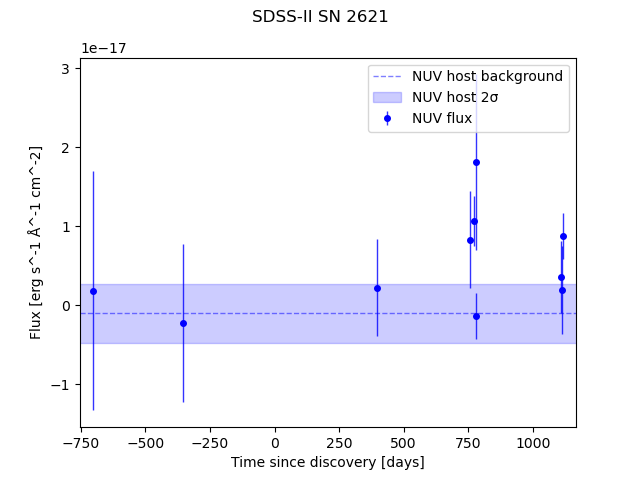 SDSS-II SN 2621
1e−17
NUV host background
NUV host 2σ
NUV flux
3
2
1
0
−1
Flux [erg s^-1 Å^-1 cm^-2]
−750 −500 −250 0 250 500 750 1000
Time since discovery [days]